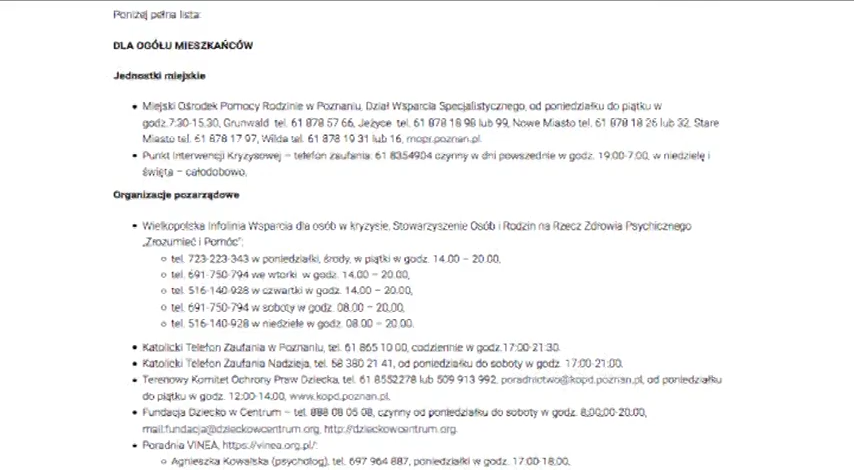 Poniżej pełna lista:
DLA OGÓŁU MIESZKAŃCÓW
Jednostki miejskie
• Miejski Ośrodek Pomocy Rodzinie w Poznaniu, Dział Wsparcia Specjalistycznego, od poniedziałku do piątku w
godz.7:30-15.30, Grunwald tel. 61 878 57 66, Jeżyce tel. 61 878 18 98 lub 99, Nowe Miasto tel. 61 878 18 26 lub 32, Stare
Miasto tel. 61 878 17 97, Wilda tel. 61 878 19 31 lub 16, mopr.poznan.pl.
• Punkt Interwencji Kryzysowej – telefon zaufania: 61 8354904 czynny w dni powszednie w godz. 19:00-7:00, w niedzielę i
święta – całodobowo.
Organizacje pozarządowe
• Wielkopolska Infolinia Wsparcia dla osób w kryzysie, Stowarzyszenie Osób i Rodzin na Rzecz Zdrowia Psychicznego
„Zrozumieć i Pomóc”:
○ tel. 723-223-343 w poniedziałki, środy, w piątki w godz. 14.00 – 20.00,
○ tel. 691-750-794 we wtorki w godz. 14.00 – 20.00,
○ tel. 516-140-928 w czwartki w godz. 14.00 – 20.00,
○ tel. 691-750-794 w soboty w godz. 08.00 – 20.00,
○ tel. 516-140-928 w niedziele w godz. 08.00 – 20.00.
• Katolicki Telefon Zaufania w Poznaniu, tel. 61 865 10 00, codziennie w godz.17:00-21:30.
• Katolicki Telefon Zaufania Nadzieja, tel. 58 380 21 41, od poniedziałku do soboty w godz. 17:00-21:00.
• Terenowy Komitet Ochrony Praw Dziecka, tel. 61 8552278 lub 509 913 992, poradnictwo@kopd.poznan.pl, od poniedziałku
do piątku w godz. 12:00-14:00, www.kopd.poznan.pl.
• Fundacja Dziecko w Centrum – tel. 888 08 05 08, czynny od poniedziałku do soboty w godz. 8.00.00-20.00,
mail:fundacja@dzieckowcentrum.org, http://dzieckowcentrum.org.
• Poradnia VINEA, https://vinea.org.pl/:
○ Agnieszka Kowalska (psycholog), tel. 697 964 887, poniedziałki w godz. 17:00-18:00,